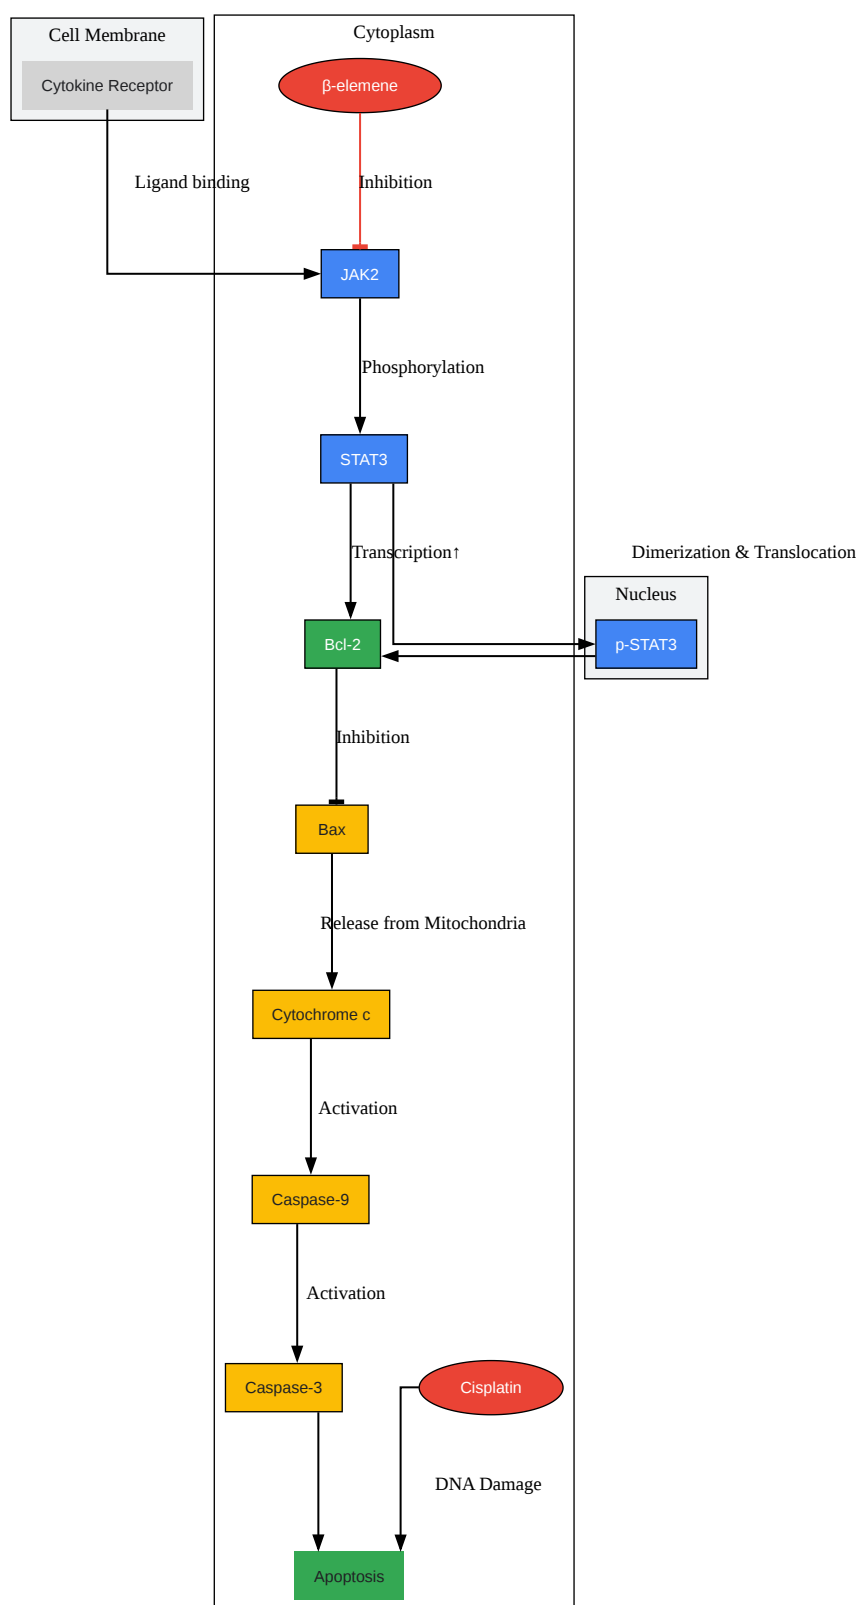 Cell Membrane
Cytokine Receptor
Cytoplasm
β-elemene
Ligand binding
Inhibition
JAK2
Phosphorylation
STAT3
Transcription↑
Dimerization & Translocation
Nucleus
Bcl-2
p-STAT3
Inhibition
Bax
Release from Mitochondria
Cytochrome c
Activation
Caspase-9
Activation
Caspase-3
Cisplatin
DNA Damage
Apoptosis